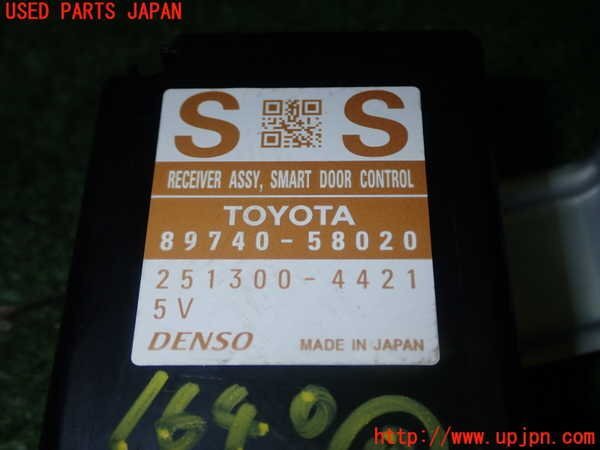 USED PARTS JAPAN
S S
RECEIVER ASSY, SMART DOOR CONTROL
TOYOTA
89740-58020
251300-4421
5V
DENSO MADE IN JAPAN
http://www.upjpn.com